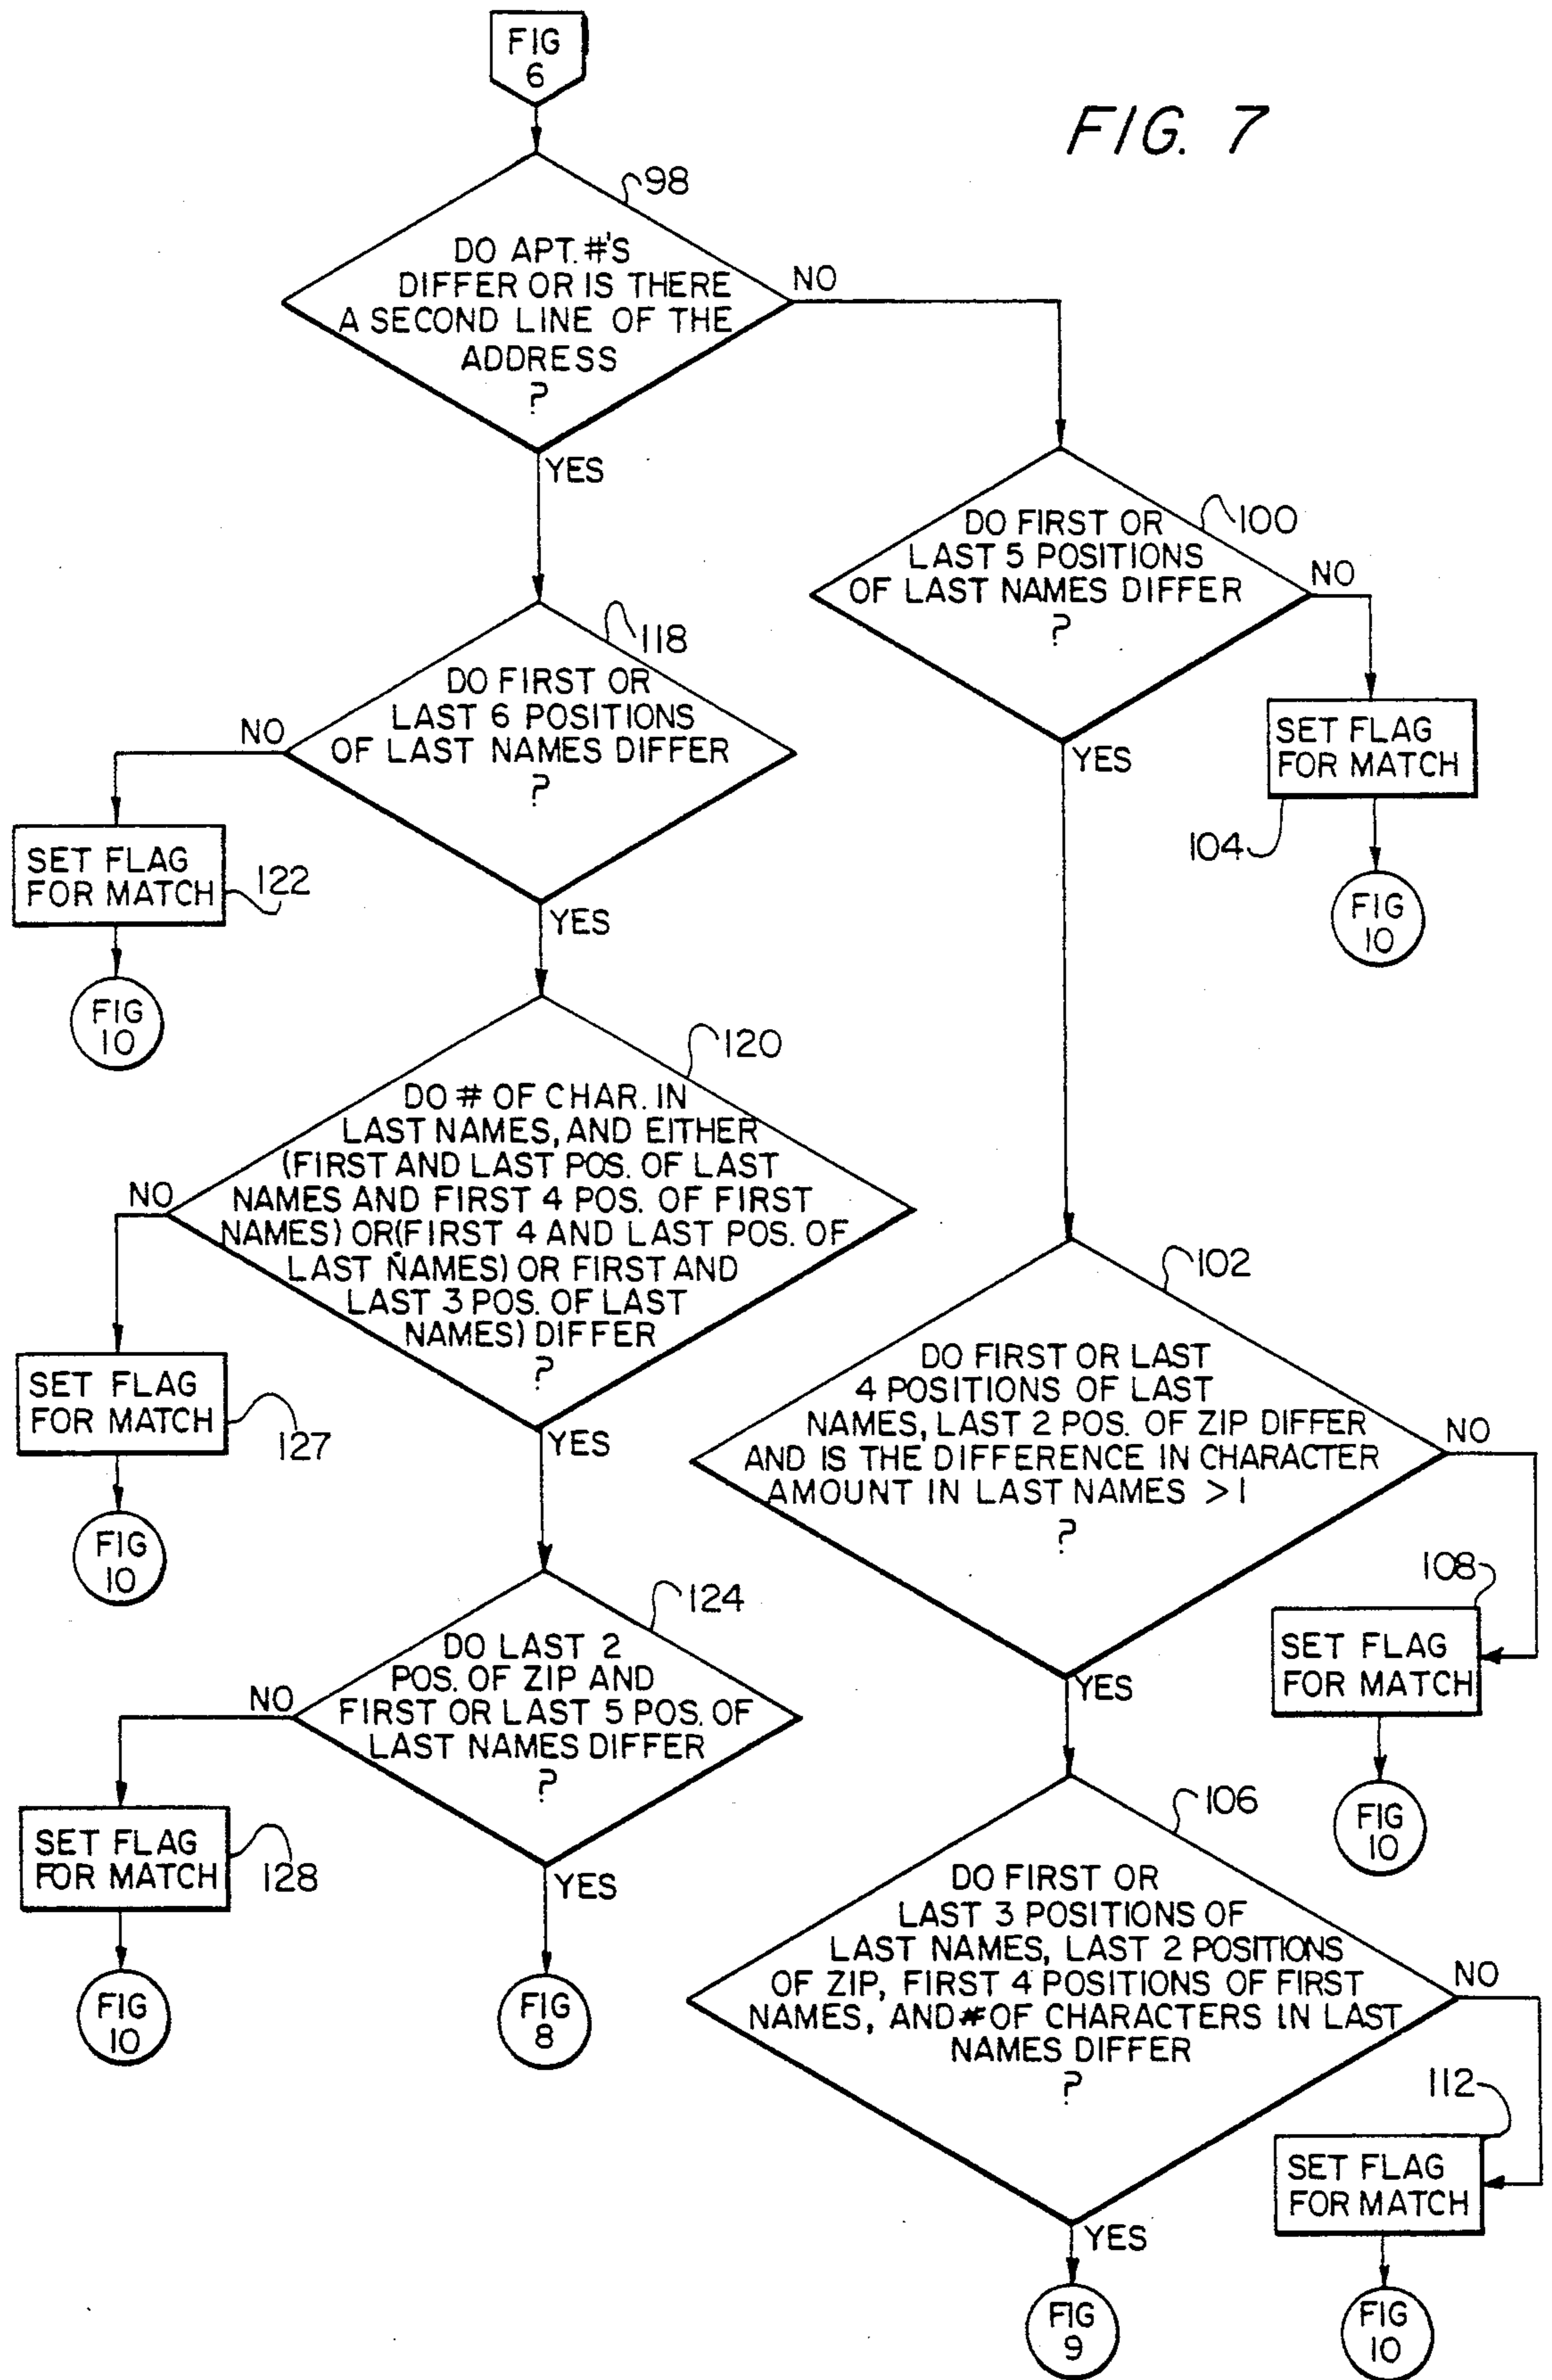 FIG
6
FIG. 7
98
DO APT. #'S
DIFFER OR IS THERE
A SECOND LINE OF THE
ADDRESS
?
NO
YES
100
DO FIRST OR
LAST 5 POSITIONS
OF LAST NAMES DIFFER
?
NO
YES
SET FLAG
FOR MATCH
104
FIG
10
118
DO FIRST OR
LAST 6 POSITIONS
OF LAST NAMES DIFFER
?
NO
YES
SET FLAG
FOR MATCH
122
FIG
10
120
DO # OF CHAR. IN
LAST NAMES, AND EITHER
(FIRST AND LAST POS. OF LAST
NAMES AND FIRST 4 POS. OF FIRST
NAMES) OR(FIRST 4 AND LAST POS. OF
LAST NAMES) OR FIRST AND
LAST 3 POS. OF LAST
NAMES) DIFFER
?
NO
YES
SET FLAG
FOR MATCH
127
FIG
10
102
DO FIRST OR LAST
4 POSITIONS OF LAST
NAMES, LAST 2 POS. OF ZIP DIFFER
AND IS THE DIFFERENCE IN CHARACTER
AMOUNT IN LAST NAMES >1
?
NO
YES
108
SET FLAG
FOR MATCH
FIG
10
124
DO LAST 2
POS. OF ZIP AND
FIRST OR LAST 5 POS. OF
LAST NAMES DIFFER
?
NO
YES
SET FLAG
FOR MATCH
128
FIG
10
FIG
8
106
DO FIRST OR
LAST 3 POSITIONS OF
LAST NAMES, LAST 2 POSITIONS
OF ZIP, FIRST 4 POSITIONS OF FIRST
NAMES, AND # OF CHARACTERS IN LAST
NAMES DIFFER
?
NO
YES
112
SET FLAG
FOR MATCH
FIG
9
FIG
10